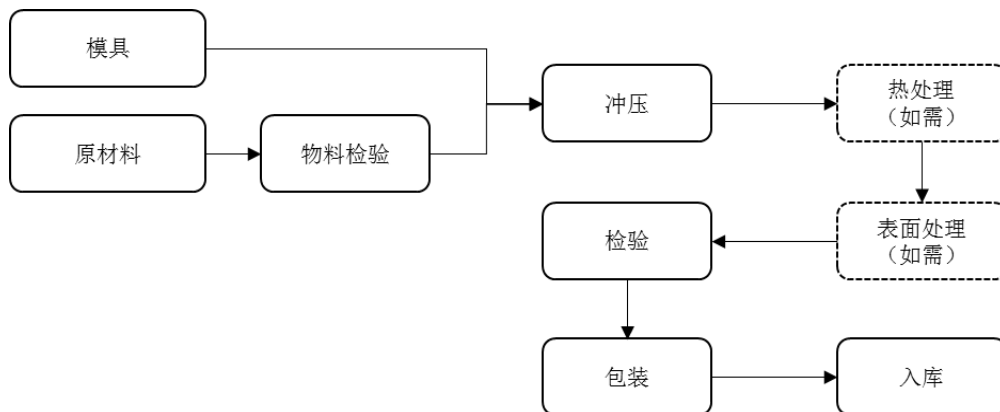 模具
原材料
物料检验
冲压
热处理
（如需）
表面处理
（如需）
检验
包装
入库